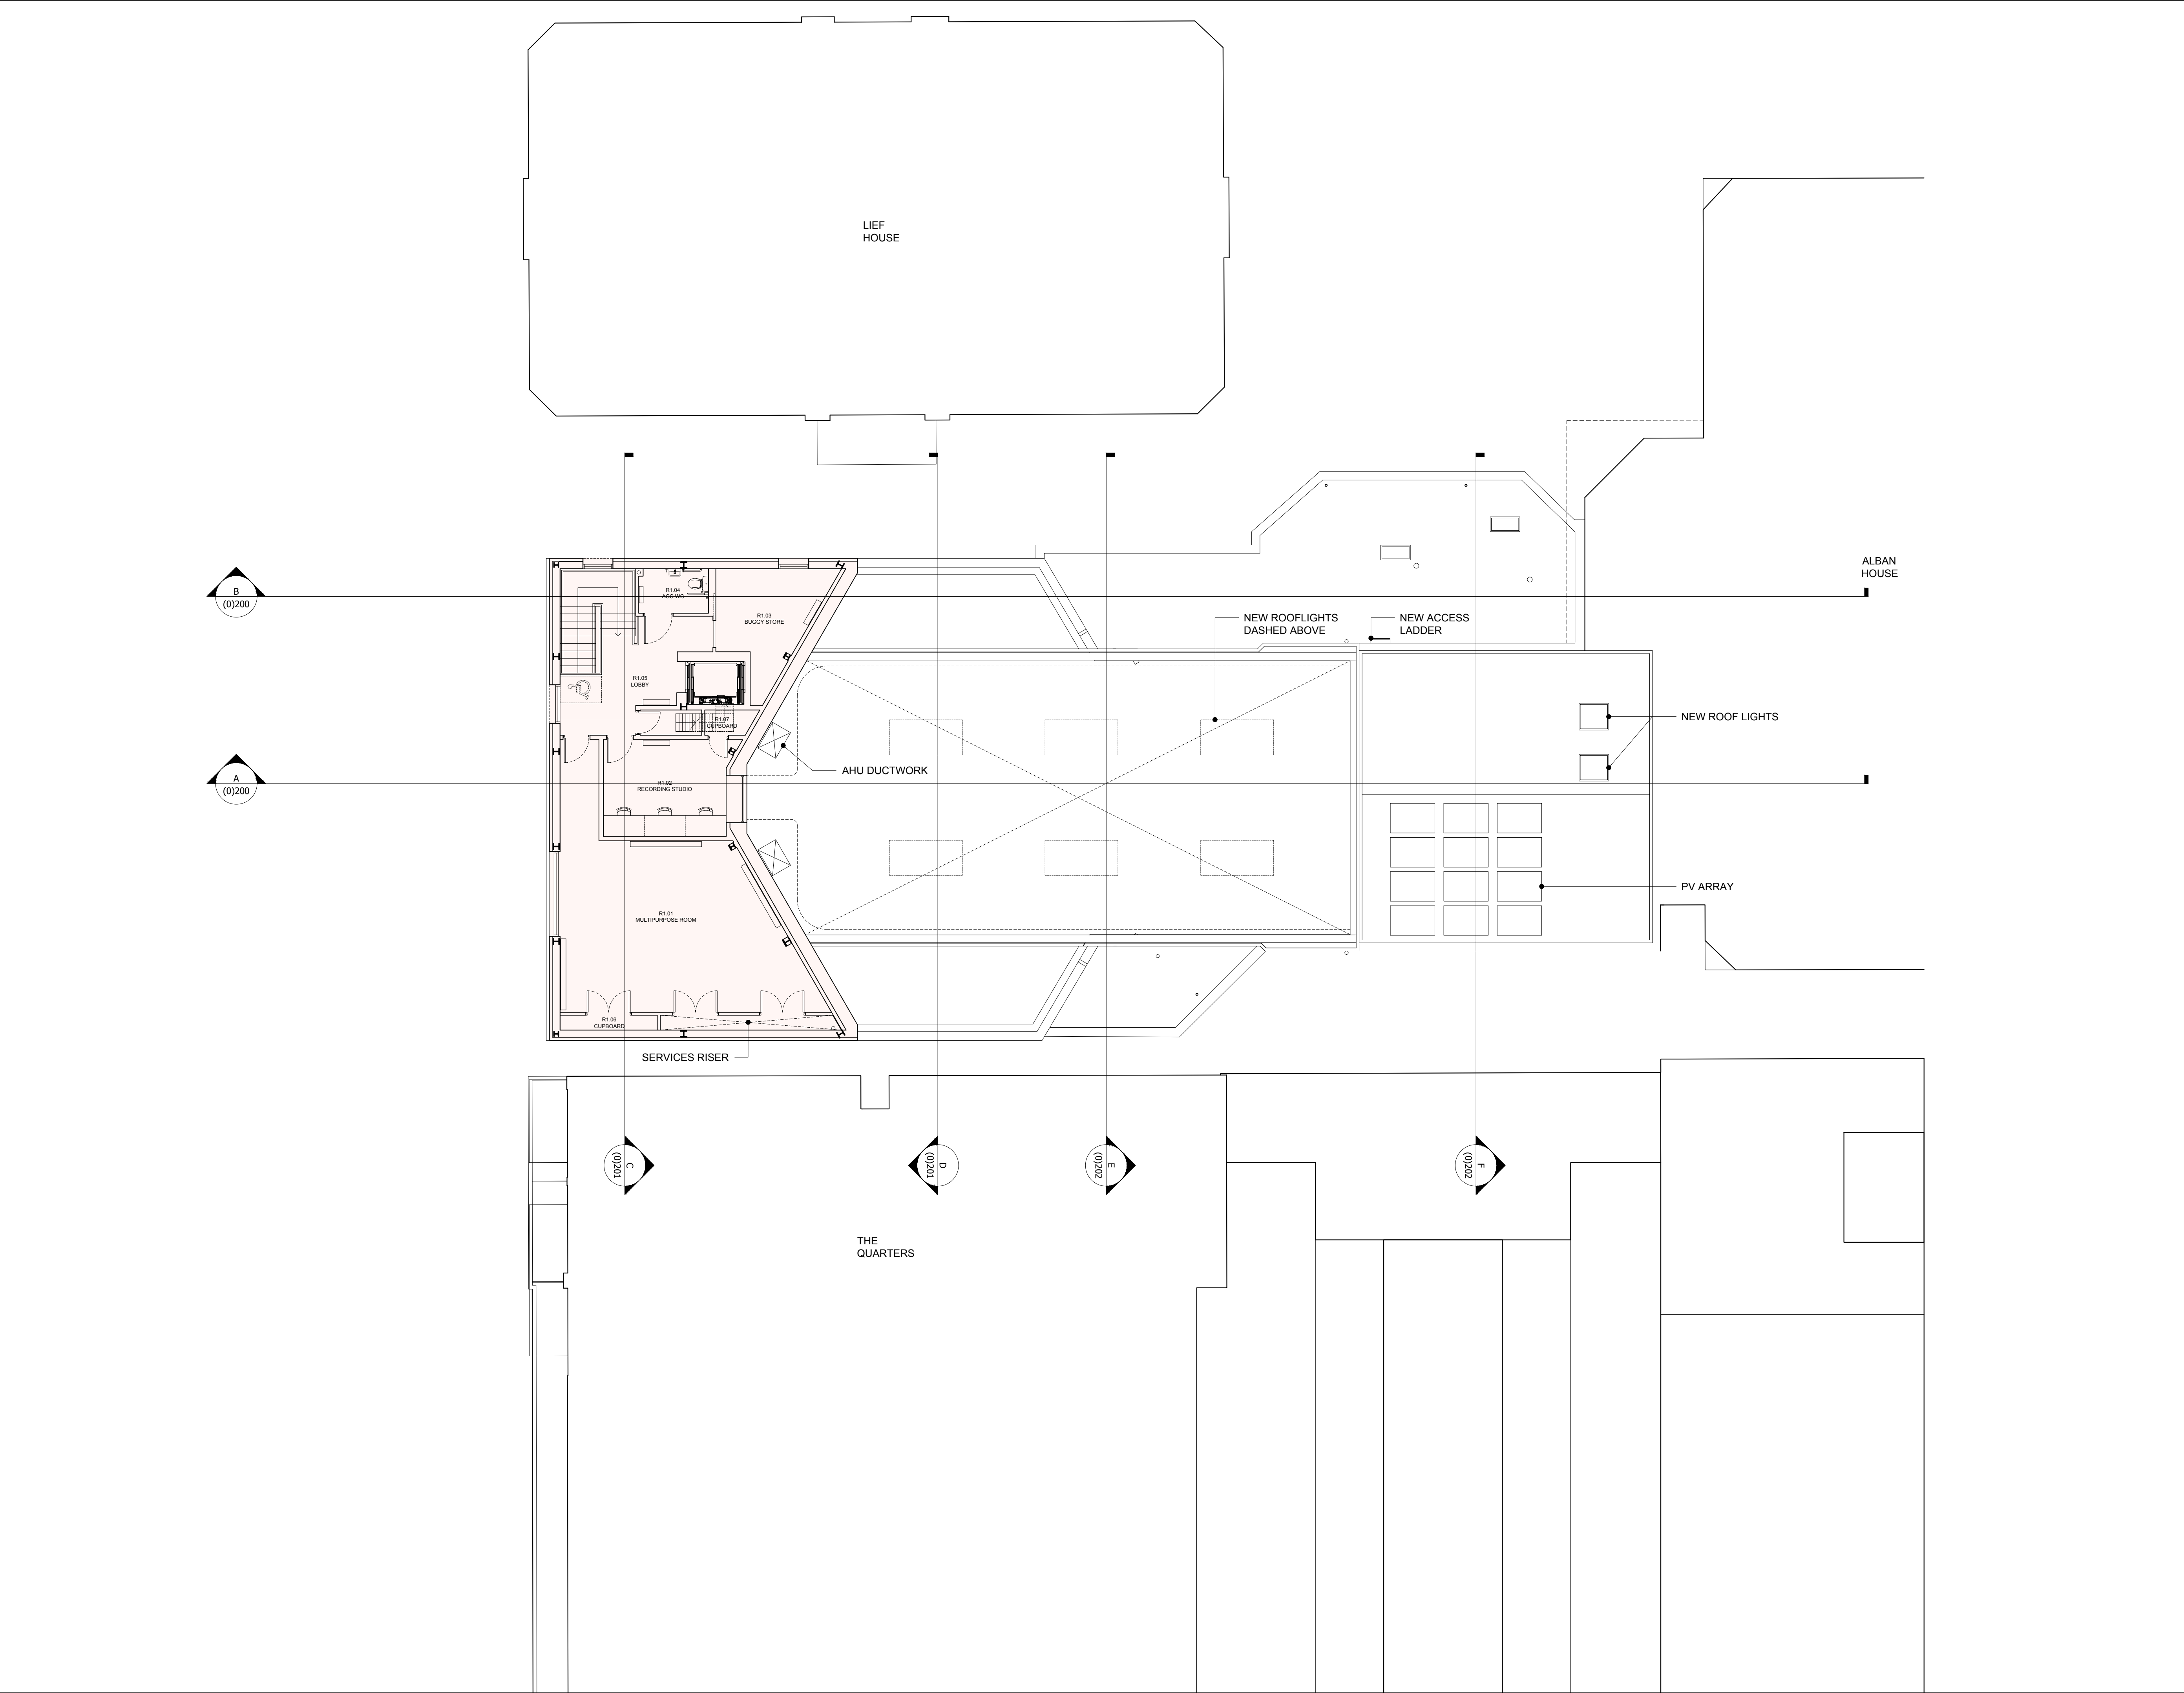 LIEF
HOUSE
ALBAN
HOUSE
B
(0)200
R1.04
ACC WC
R1.03
BUGGY STORE
NEW ROOFLIGHTS
DASHED ABOVE
NEW ACCESS
LADDER
R1.05
LOBBY
R1.07
CUPBOARD
NEW ROOF LIGHTS
A
(0)200
AHU DUCTWORK
R1.02
RECORDING STUDIO
PV ARRAY
R1.01
MULTIPURPOSE ROOM
R1.06
CUPBOARD
SERVICES RISER
C
(0)201
D
(0)201
E
(0)202
F
(0)202
THE
QUARTERS